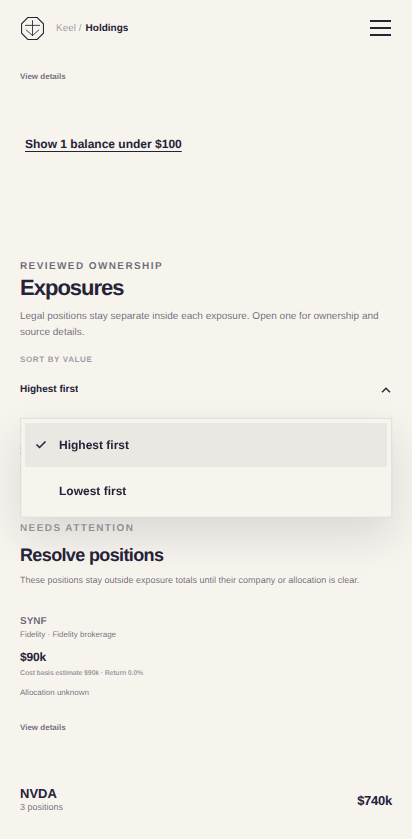 Keel / Holdings
View details
Show 1 balance under $100
REVIEWED OWNERSHIP
Exposures
Legal positions stay separate inside each exposure. Open one for ownership and
source details.
SORT BY VALUE
Highest first
Highest first
Lowest first
NEEDS ATTENTION
Resolve positions
These positions stay outside exposure totals until their company or allocation is clear.
SYNF
Fidelity · Fidelity brokerage
$90k
Cost basis estimate $90k · Return 0.0%
Allocation unknown
View details
NVDA
3 positions
$740k